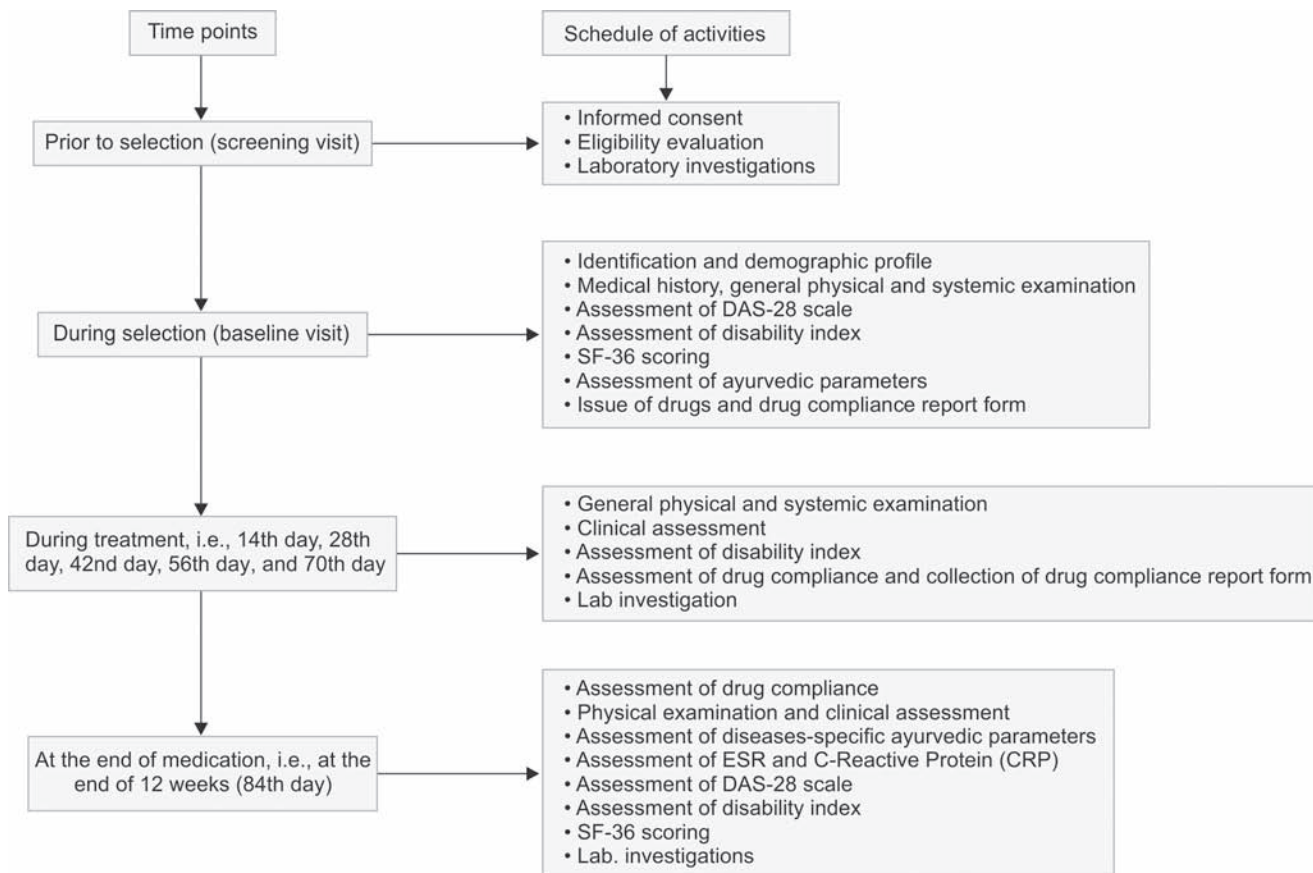 Time points
Schedule of activities
Prior to selection (screening visit)
• Informed consent
• Eligibility evaluation
• Laboratory investigations
During selection (baseline visit)
• Identification and demographic profile
• Medical history, general physical and systemic examination
• Assessment of DAS-28 scale
• Assessment of disability index
• SF-36 scoring
• Assessment of ayurvedic parameters
• Issue of drugs and drug compliance report form
During treatment, i.e., 14th day, 28th
day, 42nd day, 56th day, and 70th day
• General physical and systemic examination
• Clinical assessment
• Assessment of disability index
• Assessment of drug compliance and collection of drug compliance report form
• Lab investigation
At the end of medication, i.e., at the
end of 12 weeks (84th day)
• Assessment of drug compliance
• Physical examination and clinical assessment
• Assessment of diseases-specific ayurvedic parameters
• Assessment of ESR and C-Reactive Protein (CRP)
• Assessment of DAS-28 scale
• Assessment of disability index
• SF-36 scoring
• Lab. investigations